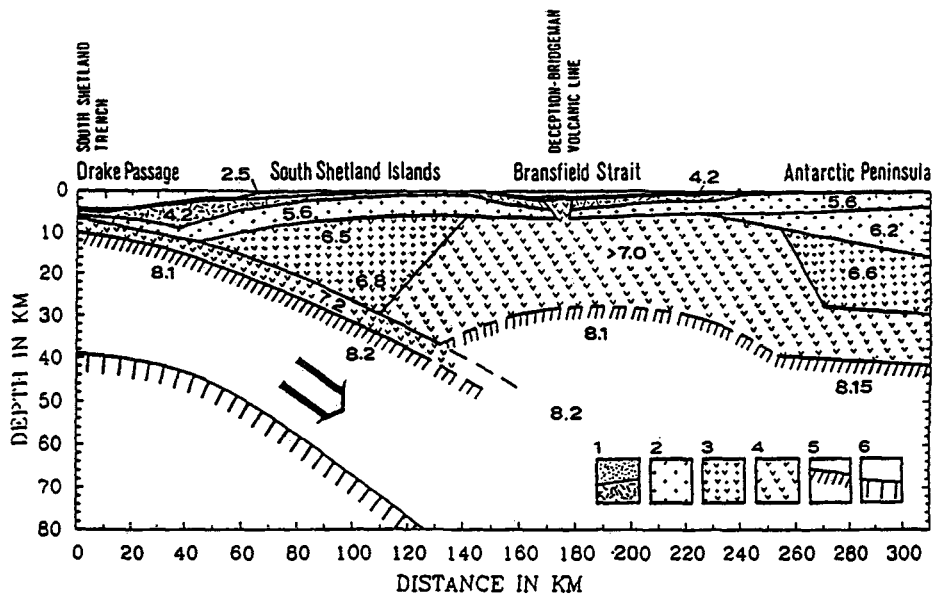 SOUTH SHETLAND
TRENCH
DECEPTION-BRIDGEMAN
VOLCANIC LINE
Drake Passage South Shetland Islands Bransfield Strait Antarctic Peninsula
2.5 4.2
0
4.2 5.6 5.6
6.5 6.2
10
8.1 >7.0 6.6
20
6.8
7.2
30
8.2 8.1
40
8.15
8.2
50
60
70
80
1 2 3 4 5 6
DEPTH IN KM
0 20 40 60 80 100 120 140 160 180 200 220 240 260 280 300
DISTANCE IN KM